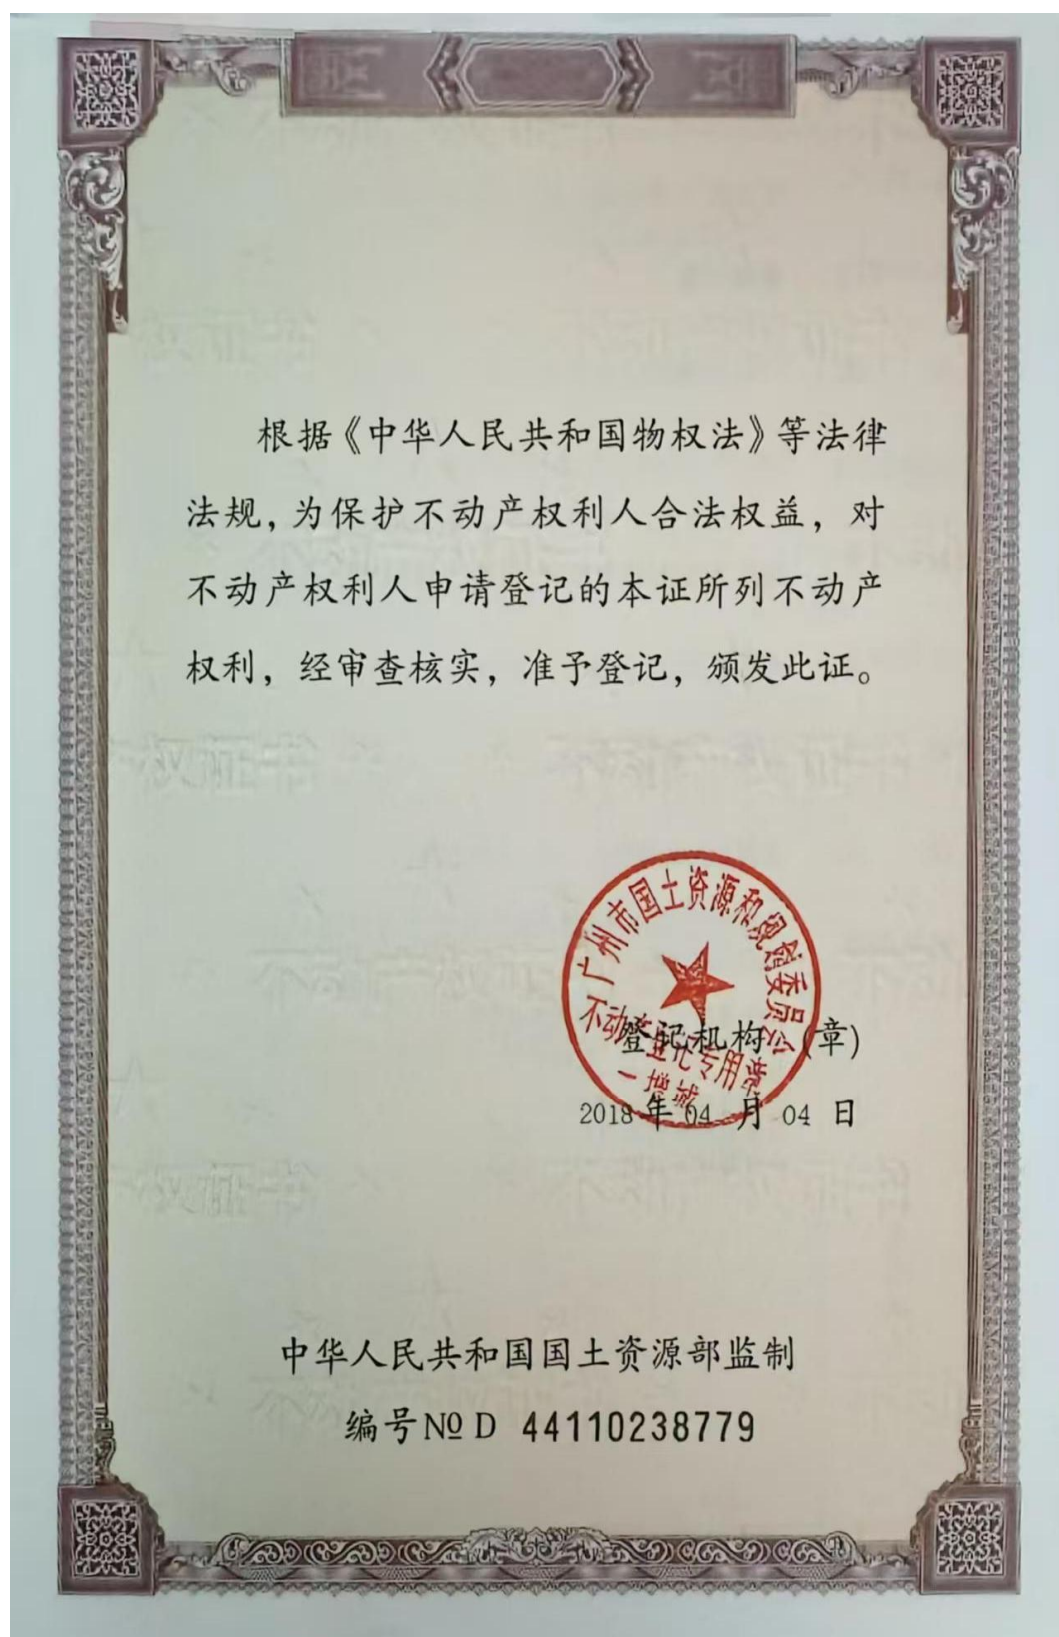 根据《中华人民共和国物权法》等法律
法规，为保护不动产权利人合法权益，对
不动产权利人申请登记的本证所列不动产
权利，经审查核实，准予登记，颁发此证。
广州市国土资源和规划委员会
不动产登记专用章
一增城
登记机构（章）
2018 年 04 月 04 日
中华人民共和国国土资源部监制
编号 № D 44110238779